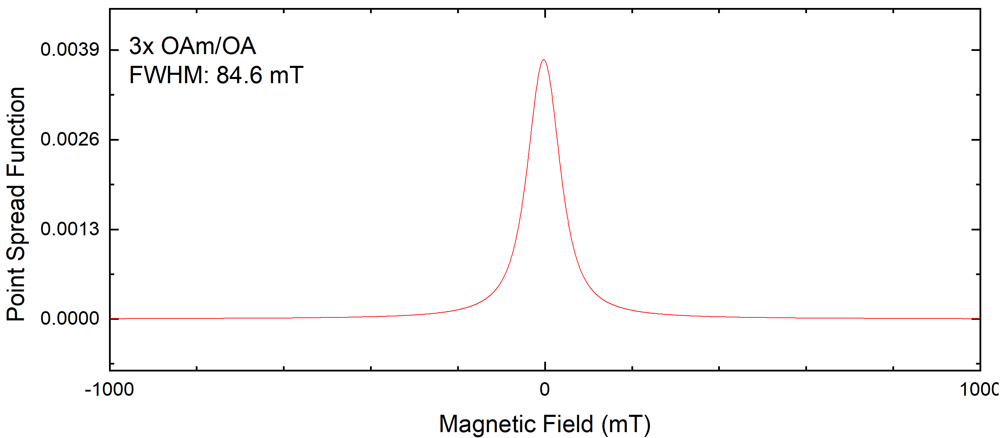 3x OAm/OA
FWHM: 84.6 mT
Point Spread Function
0.0039
0.0026
0.0013
0.0000
-1000
0
1000
Magnetic Field (mT)